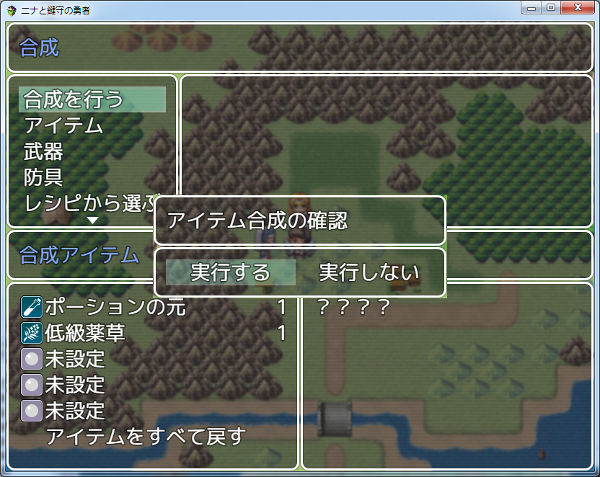 ニナと鍵守の勇者
合成
合成を行う
アイテム
武器
防具
レシピから選ぶ
アイテム合成の確認
合成アイテム
実行する 実行しない
ポーションの元 1 ？？？？
低級薬草 1
未設定
未設定
未設定
アイテムをすべて戻す